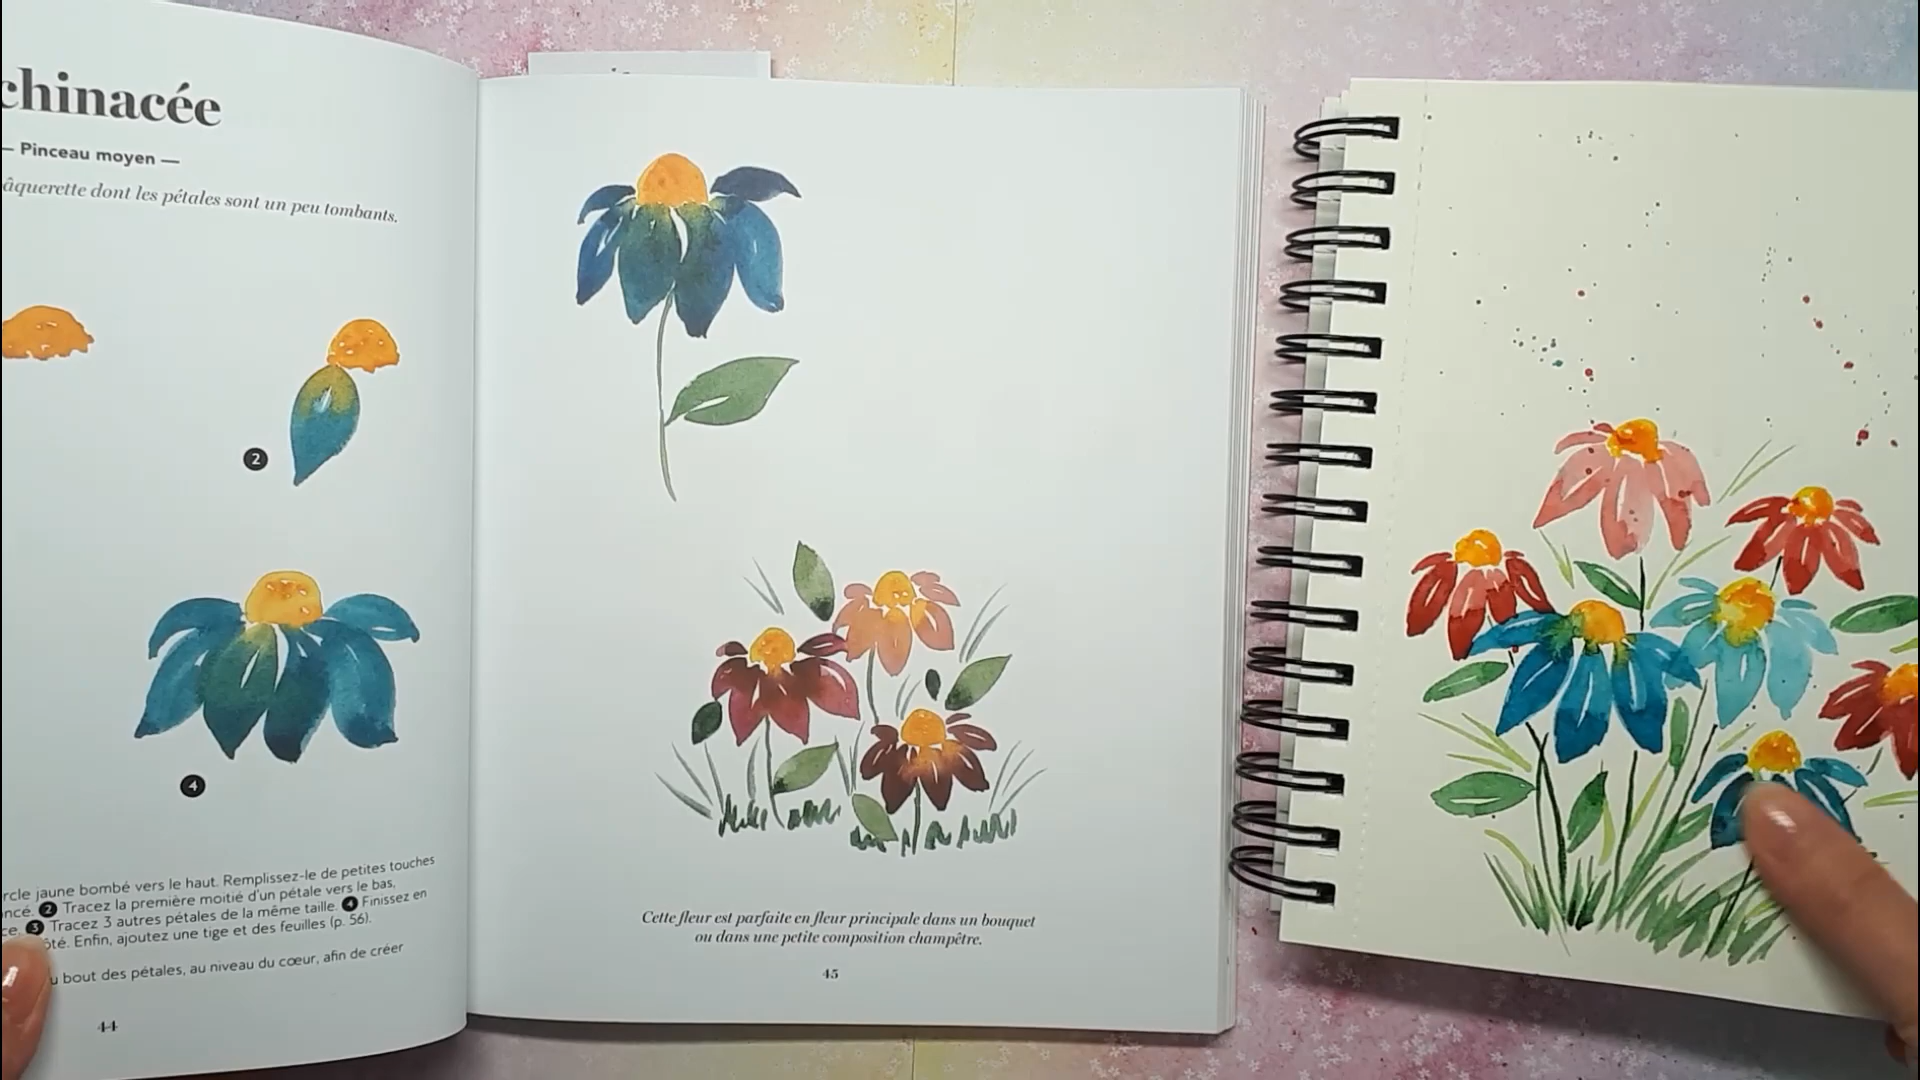 chinacée
— Pinceau moyen —
âquerette dont les pétales sont un peu tombants.
2
4
rcle jaune bombé vers le haut. Remplissez-le de petites touches
ncé. 2 Tracez la première moitié d'un pétale vers le bas,
ce. 3 Tracez 3 autres pétales de la même taille. 4 Finissez en
ôté. Enfin, ajoutez une tige et des feuilles (p. 56).
u bout des pétales, au niveau du cœur, afin de créer
44
Cette fleur est parfaite en fleur principale dans un bouquet
ou dans une petite composition champêtre.
45